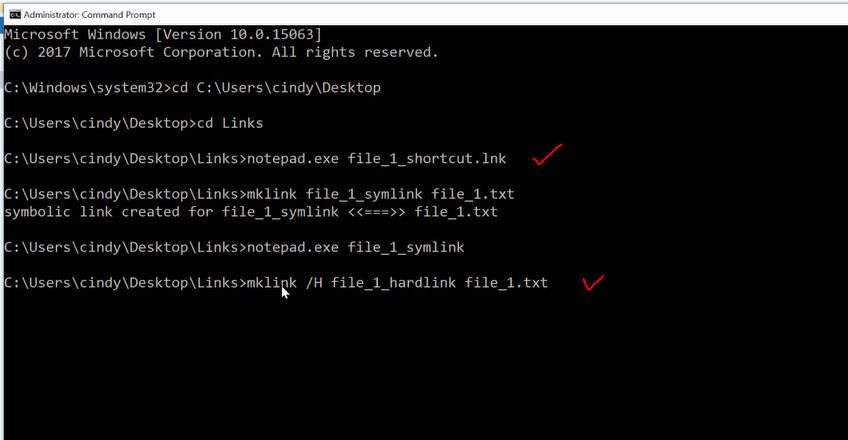 Administrator: Command Prompt
Microsoft Windows [Version 10.0.15063]
(c) 2017 Microsoft Corporation. All rights reserved.
C:\Windows\system32>cd C:\Users\cindy\Desktop
C:\Users\cindy\Desktop>cd Links
C:\Users\cindy\Desktop\Links>notepad.exe file_1_shortcut.lnk
C:\Users\cindy\Desktop\Links>mklink file_1_symlink file_1.txt
symbolic link created for file_1_symlink <<===>> file_1.txt
C:\Users\cindy\Desktop\Links>notepad.exe file_1_symlink
C:\Users\cindy\Desktop\Links>mklink /H file_1_hardlink file_1.txt